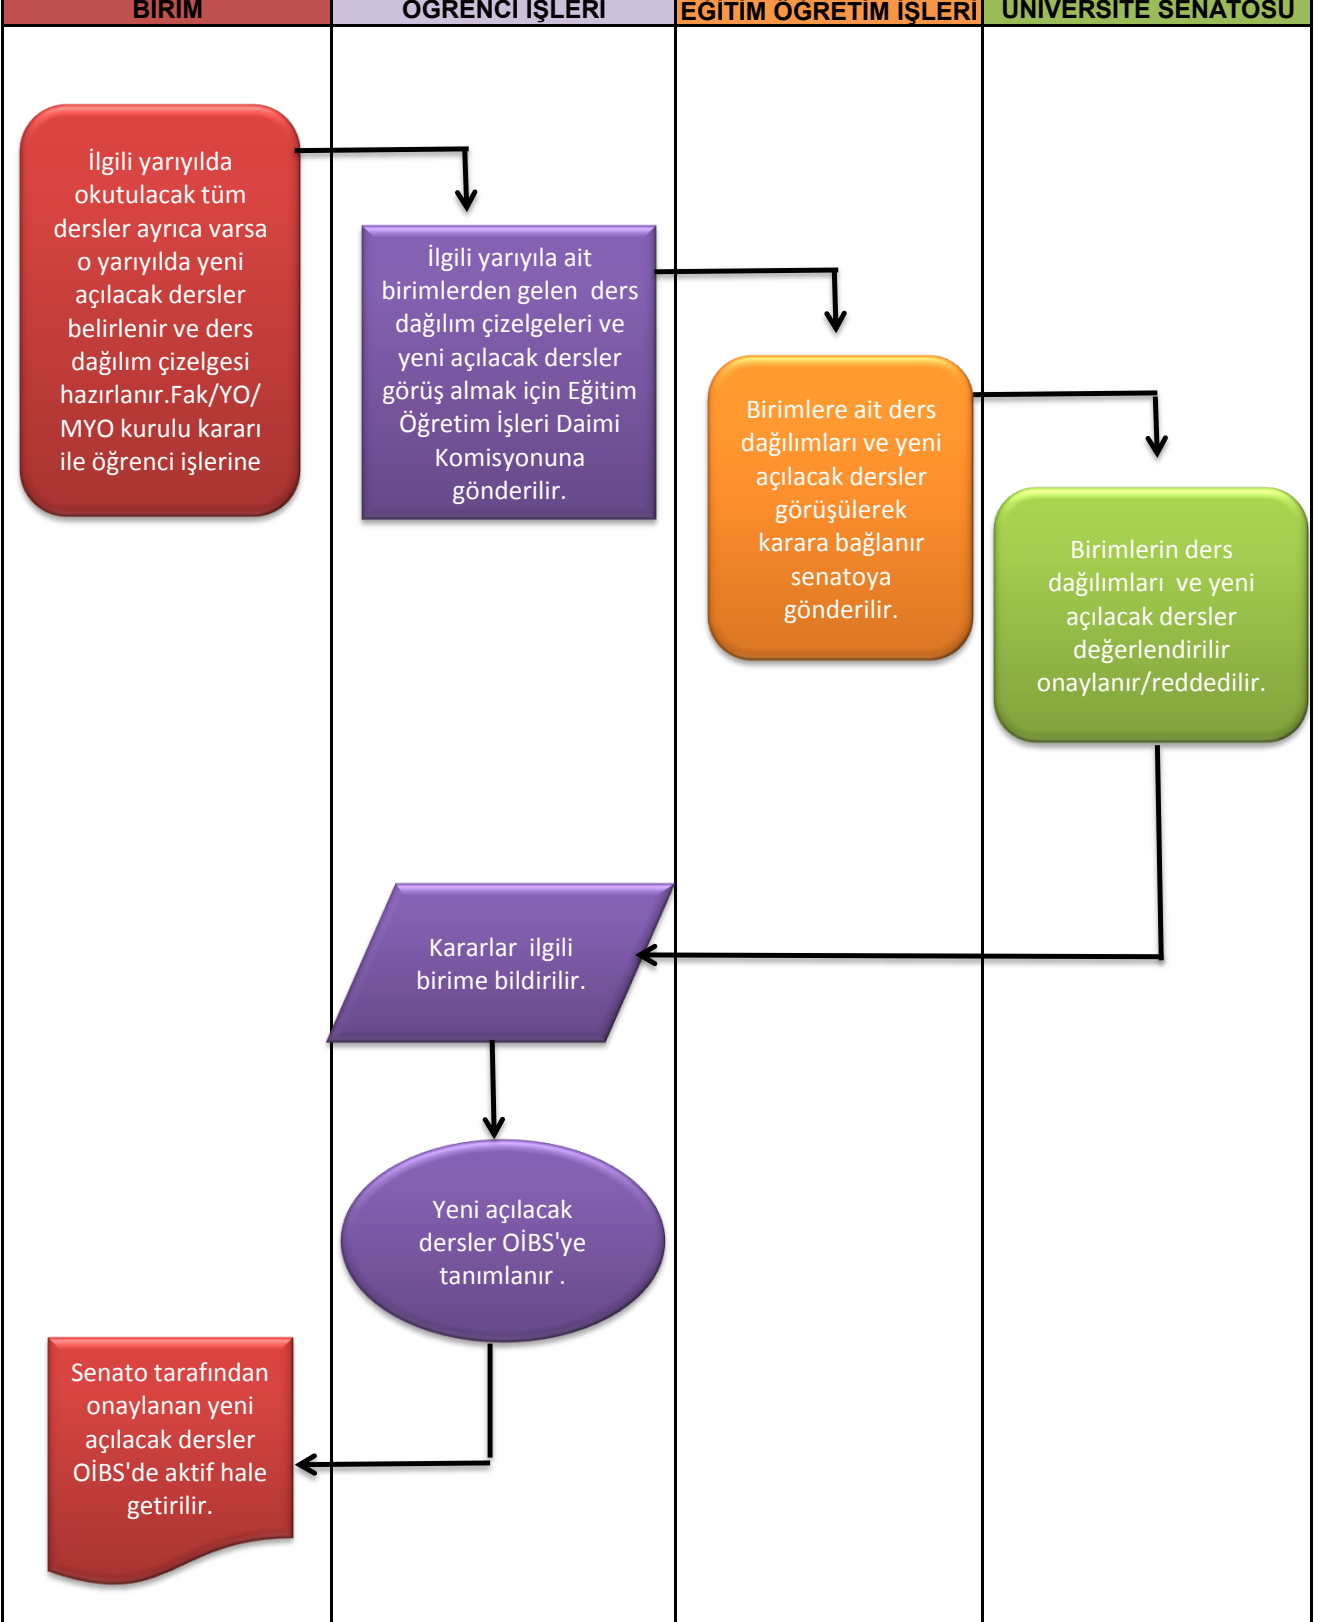 BİRİM
ÖĞRENCİ İŞLERİ
EĞİTİM ÖĞRETİM İŞLERİ
ÜNİVERSİTE SENATOSU
İlgili yarıyılda
okutulacak tüm
dersler ayrıca varsa
o yarıyılda yeni
açılacak dersler
belirlenir ve ders
dağılım çizelgesi
hazırlanır.Fak/YO/
MYO kurulu kararı
ile öğrenci işlerine
İlgili yarıyıla ait
birimlerden gelen ders
dağılım çizelgeleri ve
yeni açılacak dersler
görüş almak için Eğitim
Öğretim İşleri Daimi
Komisyonuna
gönderilir.
Birimlere ait ders
dağılımları ve yeni
açılacak dersler
görüşülerek
karara bağlanır
senatoya
gönderilir.
Birimlerin ders
dağılımları ve yeni
açılacak dersler
değerlendirilir
onaylanır/reddedilir.
Kararlar ilgili
birime bildirilir.
Yeni açılacak
dersler OİBS'ye
tanımlanır .
Senato tarafından
onaylanan yeni
açılacak dersler
OİBS'de aktif hale
getirilir.